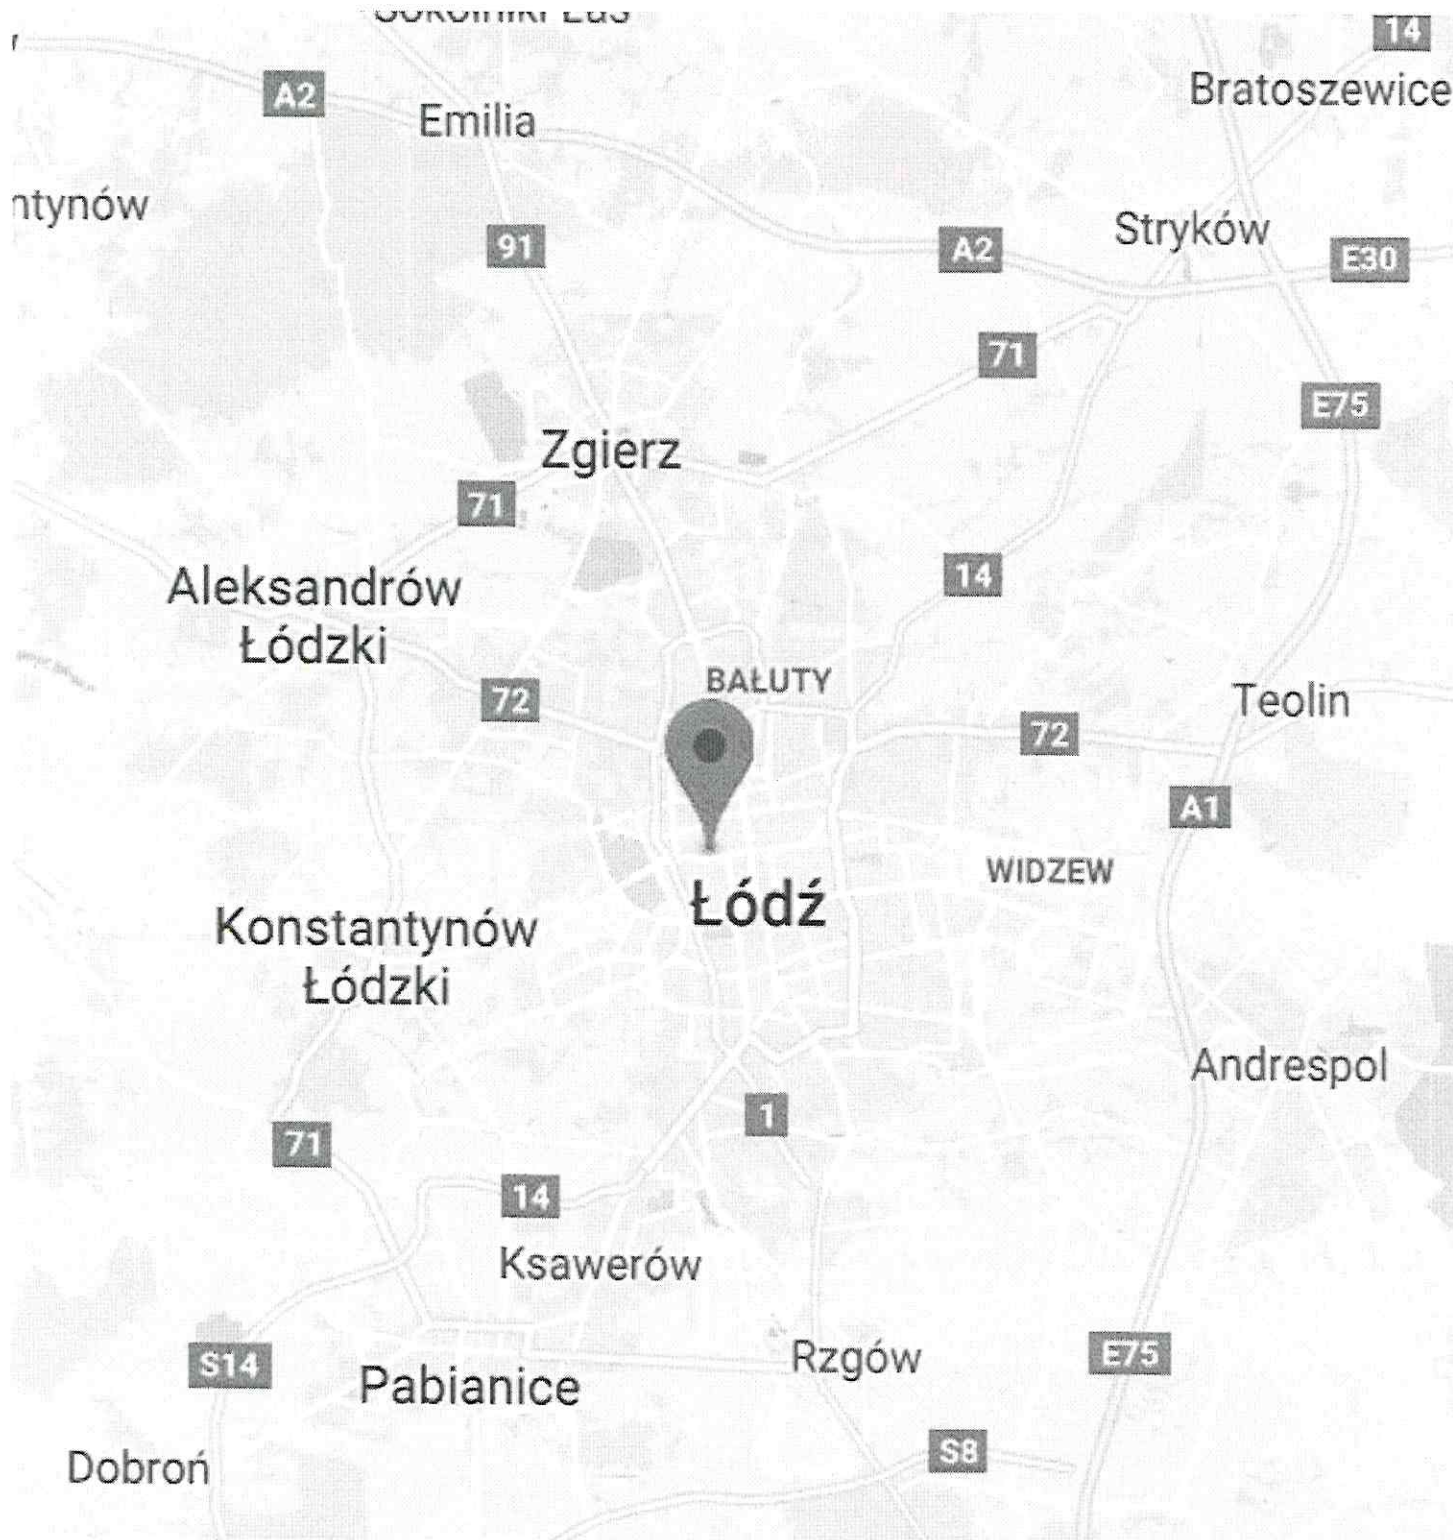 14
Bratoszewice
A2
Emilia
ntynów
91
Stryków
A2
E30
71
E75
Zgierz
71
14
Aleksandrów
Łódzki
BAŁUTY
72
Teolin
72
A1
WIDZEW
Łódź
Konstantynów
Łódzki
Andrespol
1
71
14
Ksawerów
Rzgów
E75
S14
Pabianice
S8
Dobroń